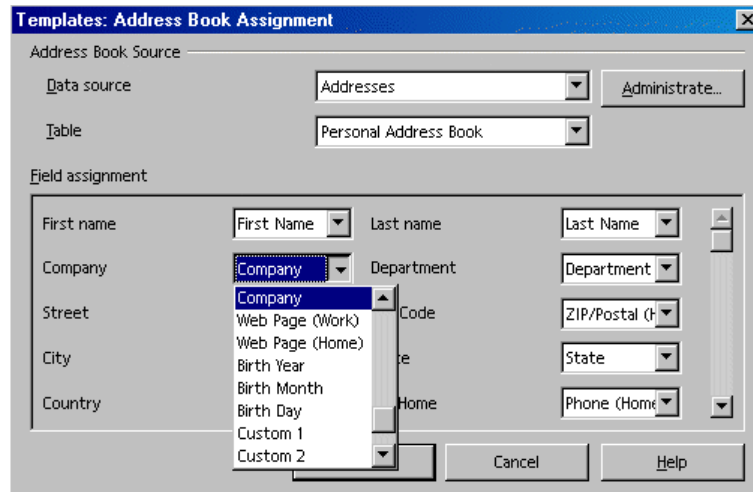 Templates: Address Book Assignment
Address Book Source
Data source Addresses Administrate...
Table Personal Address Book
Field assignment
First name First Name Last name Last Name
Company Company Department Department
Street Company Code ZIP/Postal (H
Web Page (Work)
Web Page (Home)
City Birth Year State
Birth Month
Country Birth Day Home Phone (Home
Custom 1
Custom 2
Cancel Help